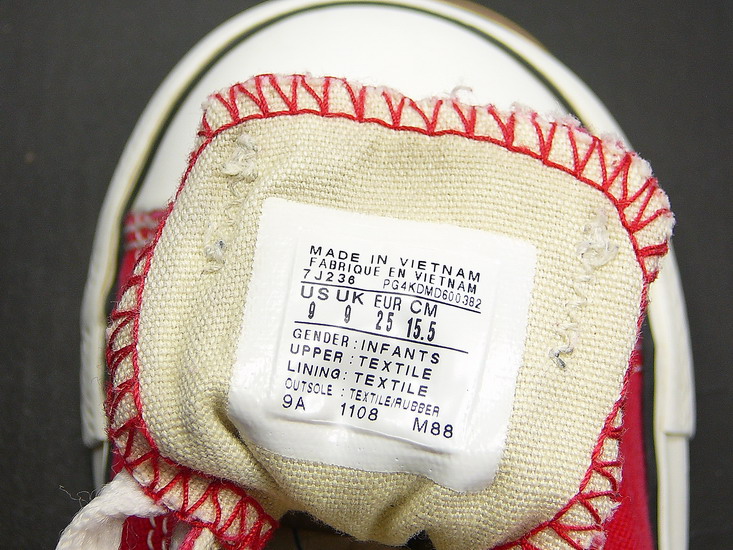 MADE IN VIETNAM
FABRIQUE EN VIETNAM
7J236 PG4KDMD600382
US UK EUR CM
9 9 25 15.5
GENDER: INFANTS
UPPER : TEXTILE
LINING: TEXTILE
OUTSOLE : TEXTILE/RUBBER
9A 1108 M88